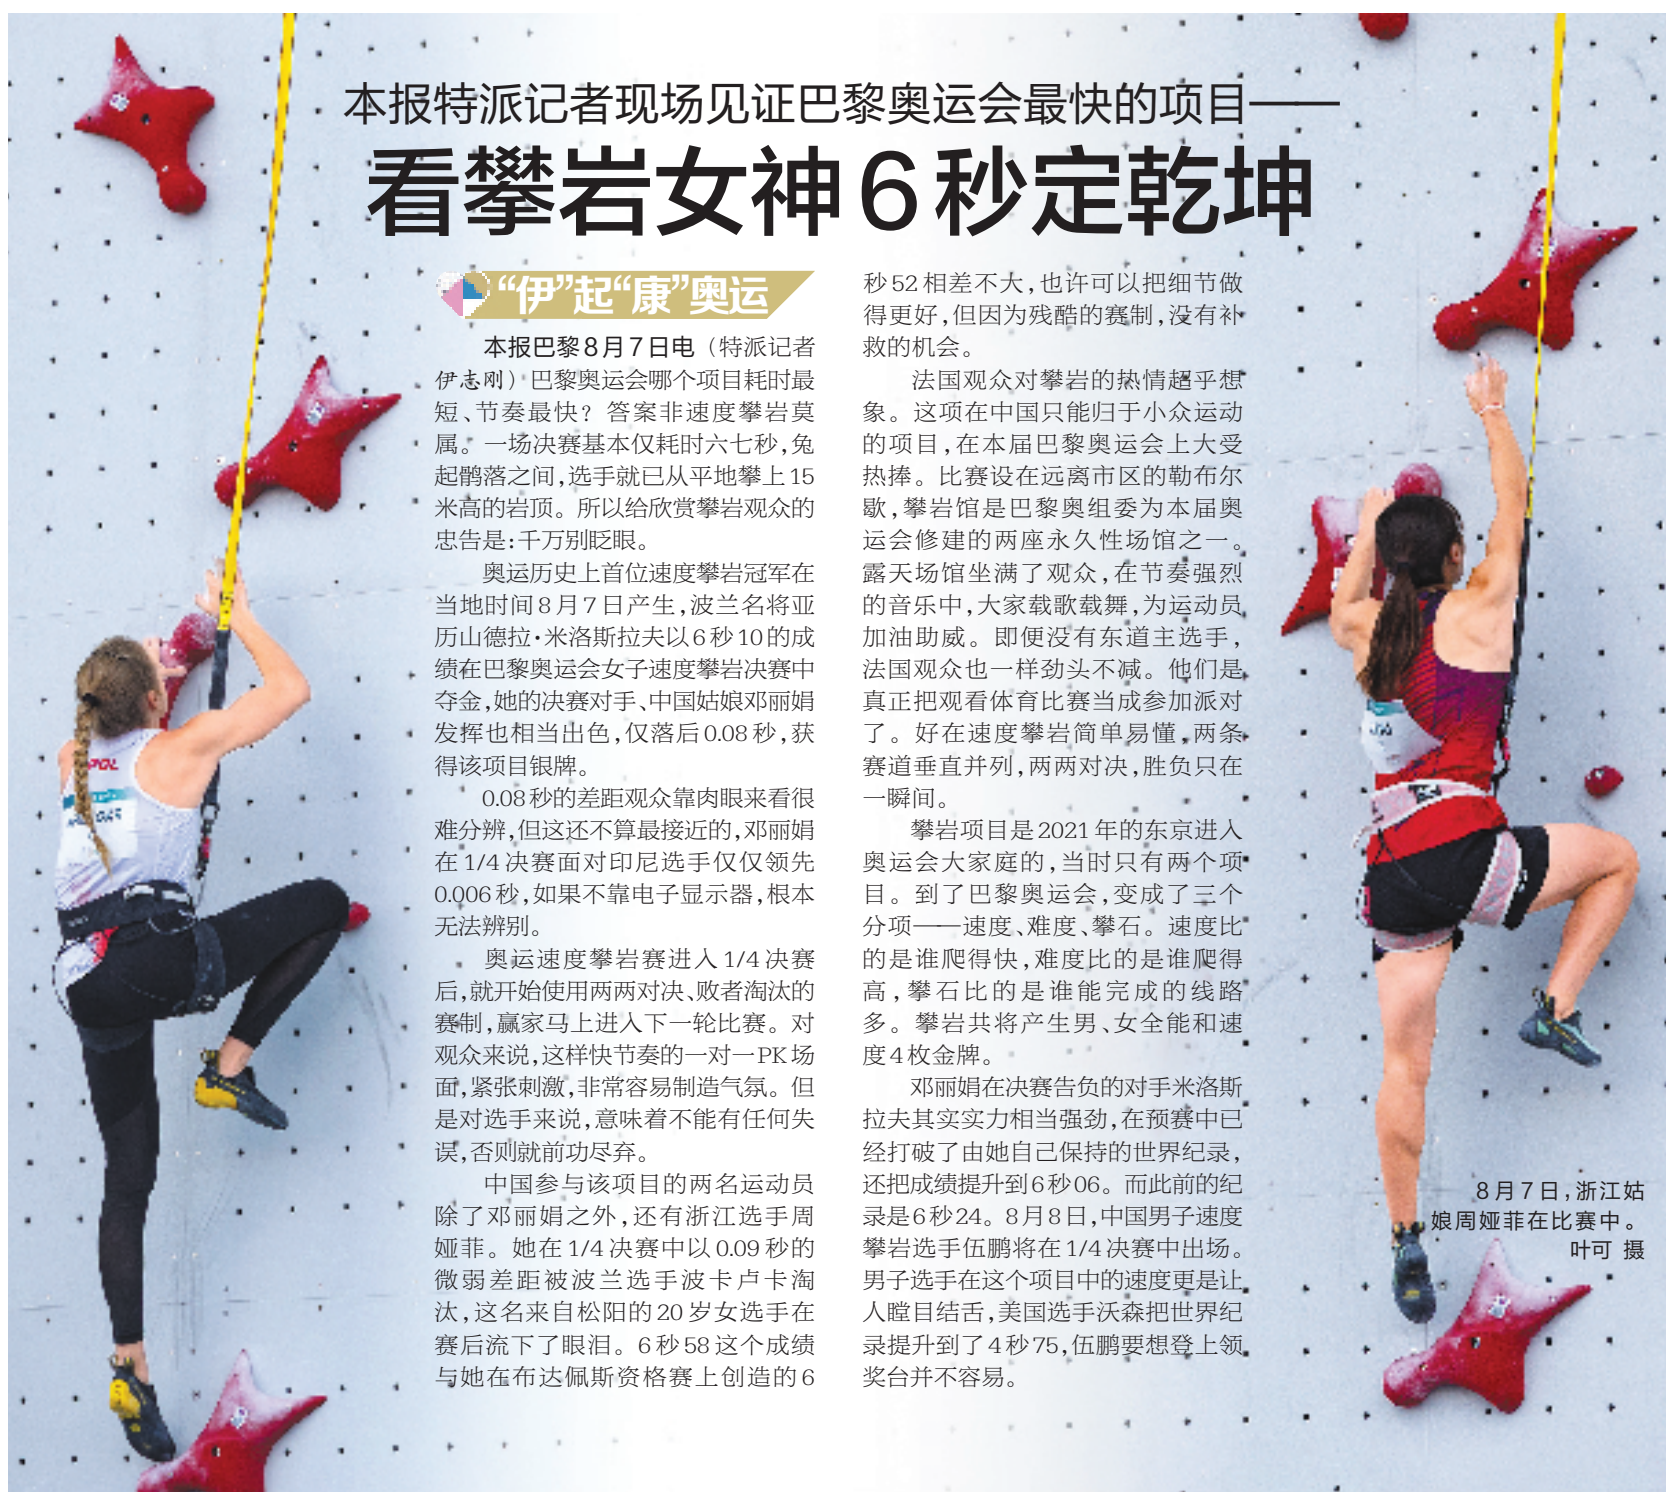 本报特派记者现场见证巴黎奥运会最快的项目——
看攀岩女神6秒定乾坤
“伊”起“康”奥运
本报巴黎8月7日电（特派记者
伊志刚）巴黎奥运会哪个项目耗时最
短、节奏最快？答案非速度攀岩莫
属。一场决赛基本仅耗时六七秒，兔
起鹘落之间，选手就已从平地攀上15
米高的岩顶。所以给欣赏攀岩观众的
忠告是：千万别眨眼。
奥运历史上首位速度攀岩冠军在
当地时间8月7日产生，波兰名将亚
历山德拉·米洛斯拉夫以6秒10的成
绩在巴黎奥运会女子速度攀岩决赛中
夺金，她的决赛对手、中国姑娘邓丽娟
发挥也相当出色，仅落后0.08秒，获
得该项目银牌。
0.08秒的差距观众靠肉眼来看很
难分辨，但这还不算最接近的，邓丽娟
在1/4决赛面对印尼选手仅仅领先
0.006秒，如果不靠电子显示器，根本
无法辨别。
奥运速度攀岩赛进入1/4决赛
后，就开始使用两两对决、败者淘汰的
赛制，赢家马上进入下一轮比赛。对
观众来说，这样快节奏的一对一PK场
面，紧张刺激，非常容易制造气氛。但
是对选手来说，意味着不能有任何失
误，否则就前功尽弃。
中国参与该项目的两名运动员
除了邓丽娟之外，还有浙江选手周
娅菲。她在1/4决赛中以0.09秒的
微弱差距被波兰选手波卡卢卡淘
汰，这名来自松阳的20岁女选手在
赛后流下了眼泪。6秒58这个成绩
与她在布达佩斯资格赛上创造的6
秒52相差不大，也许可以把细节做
得更好，但因为残酷的赛制，没有补
救的机会。
法国观众对攀岩的热情超乎想
象。这项在中国只能归于小众运动
的项目，在本届巴黎奥运会上大受
热捧。比赛设在远离市区的勒布尔
歇，攀岩馆是巴黎奥组委为本届奥
运会修建的两座永久性场馆之一。
露天场馆坐满了观众，在节奏强烈
的音乐中，大家载歌载舞，为运动员
加油助威。即便没有东道主选手，
法国观众也一样劲头不减。他们是
真正把观看体育比赛当成参加派对
了。好在速度攀岩简单易懂，两条
赛道垂直并列，两两对决，胜负只在
一瞬间。
攀岩项目是2021年的东京进入
奥运会大家庭的，当时只有两个项
目。到了巴黎奥运会，变成了三个
分项——速度、难度、攀石。速度比
的是谁爬得快，难度比的是谁爬得
高，攀石比的是谁能完成的线路
多。攀岩共将产生男、女全能和速
度4枚金牌。
邓丽娟在决赛告负的对手米洛斯
拉夫其实实力相当强劲，在预赛中已
经打破了由她自己保持的世界纪录，
还把成绩提升到6秒06。而此前的纪
录是6秒24。8月8日，中国男子速度
攀岩选手伍鹏将在1/4决赛中出场。
男子选手在这个项目中的速度更是让
人瞠目结舌，美国选手沃森把世界纪
录提升到了4秒75，伍鹏要想登上领
奖台并不容易。
8月7日，浙江姑
娘周娅菲在比赛中。
叶可 摄
POL